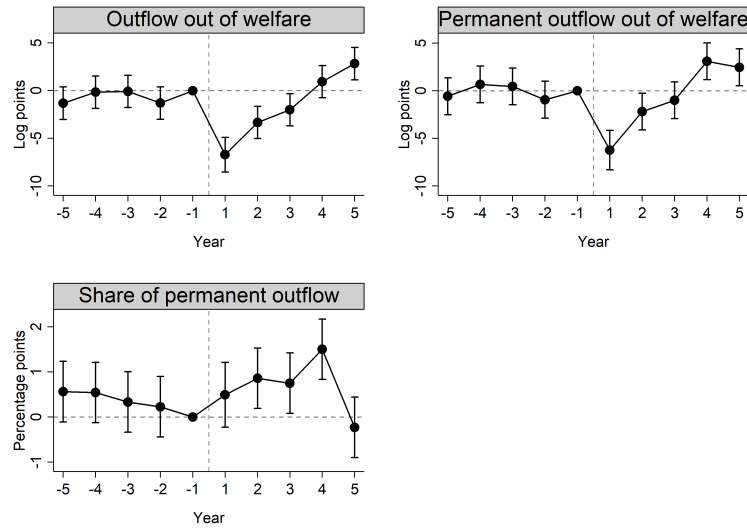 Outflow out of welfare
Log points
5
0
-5
-10
-5 -4 -3 -2 -1 1 2 3 4 5
Year
Permanent outflow out of welfare
Log points
5
0
-5
-10
-5 -4 -3 -2 -1 1 2 3 4 5
Year
Share of permanent outflow
Percentage points
2
1
0
-1
-5 -4 -3 -2 -1 1 2 3 4 5
Year